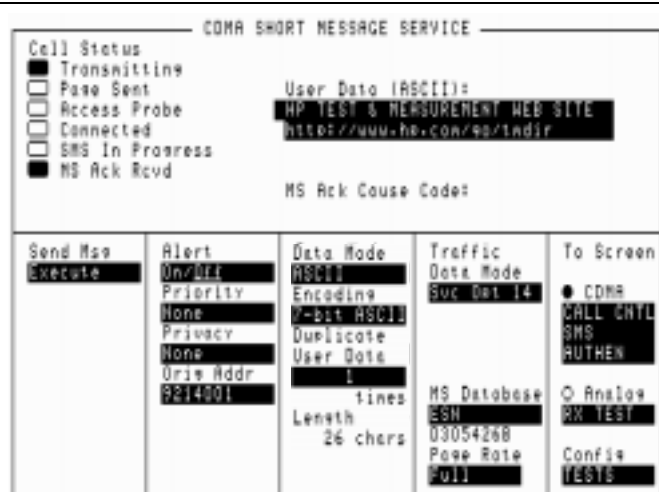 CDMA SHORT MESSAGE SERVICE
Call Status
Transmitting
Page Sent
Access Probe
Connected
SMS In Progress
MS Ack Rcvd
User Data (ASCII):
HP TEST & MEASUREMENT WEB SITE
http://www.hp.com/go/tmdir
MS Ack Cause Code:
Send Msg
Execute
Alert
On/Off
Priority
None
Privacy
None
Orig Addr
9214001
Data Mode
ASCII
Encoding
7-bit ASCII
Duplicate
User Data
1
times
Length
26 chars
Traffic
Data Mode
Svc Opt 14
MS Database
ESN
03054268
Page Rate
Full
To Screen
CDMA
CALL CNTL
SMS
AUTHEN
Analog
RX TEST
Config
TESTS